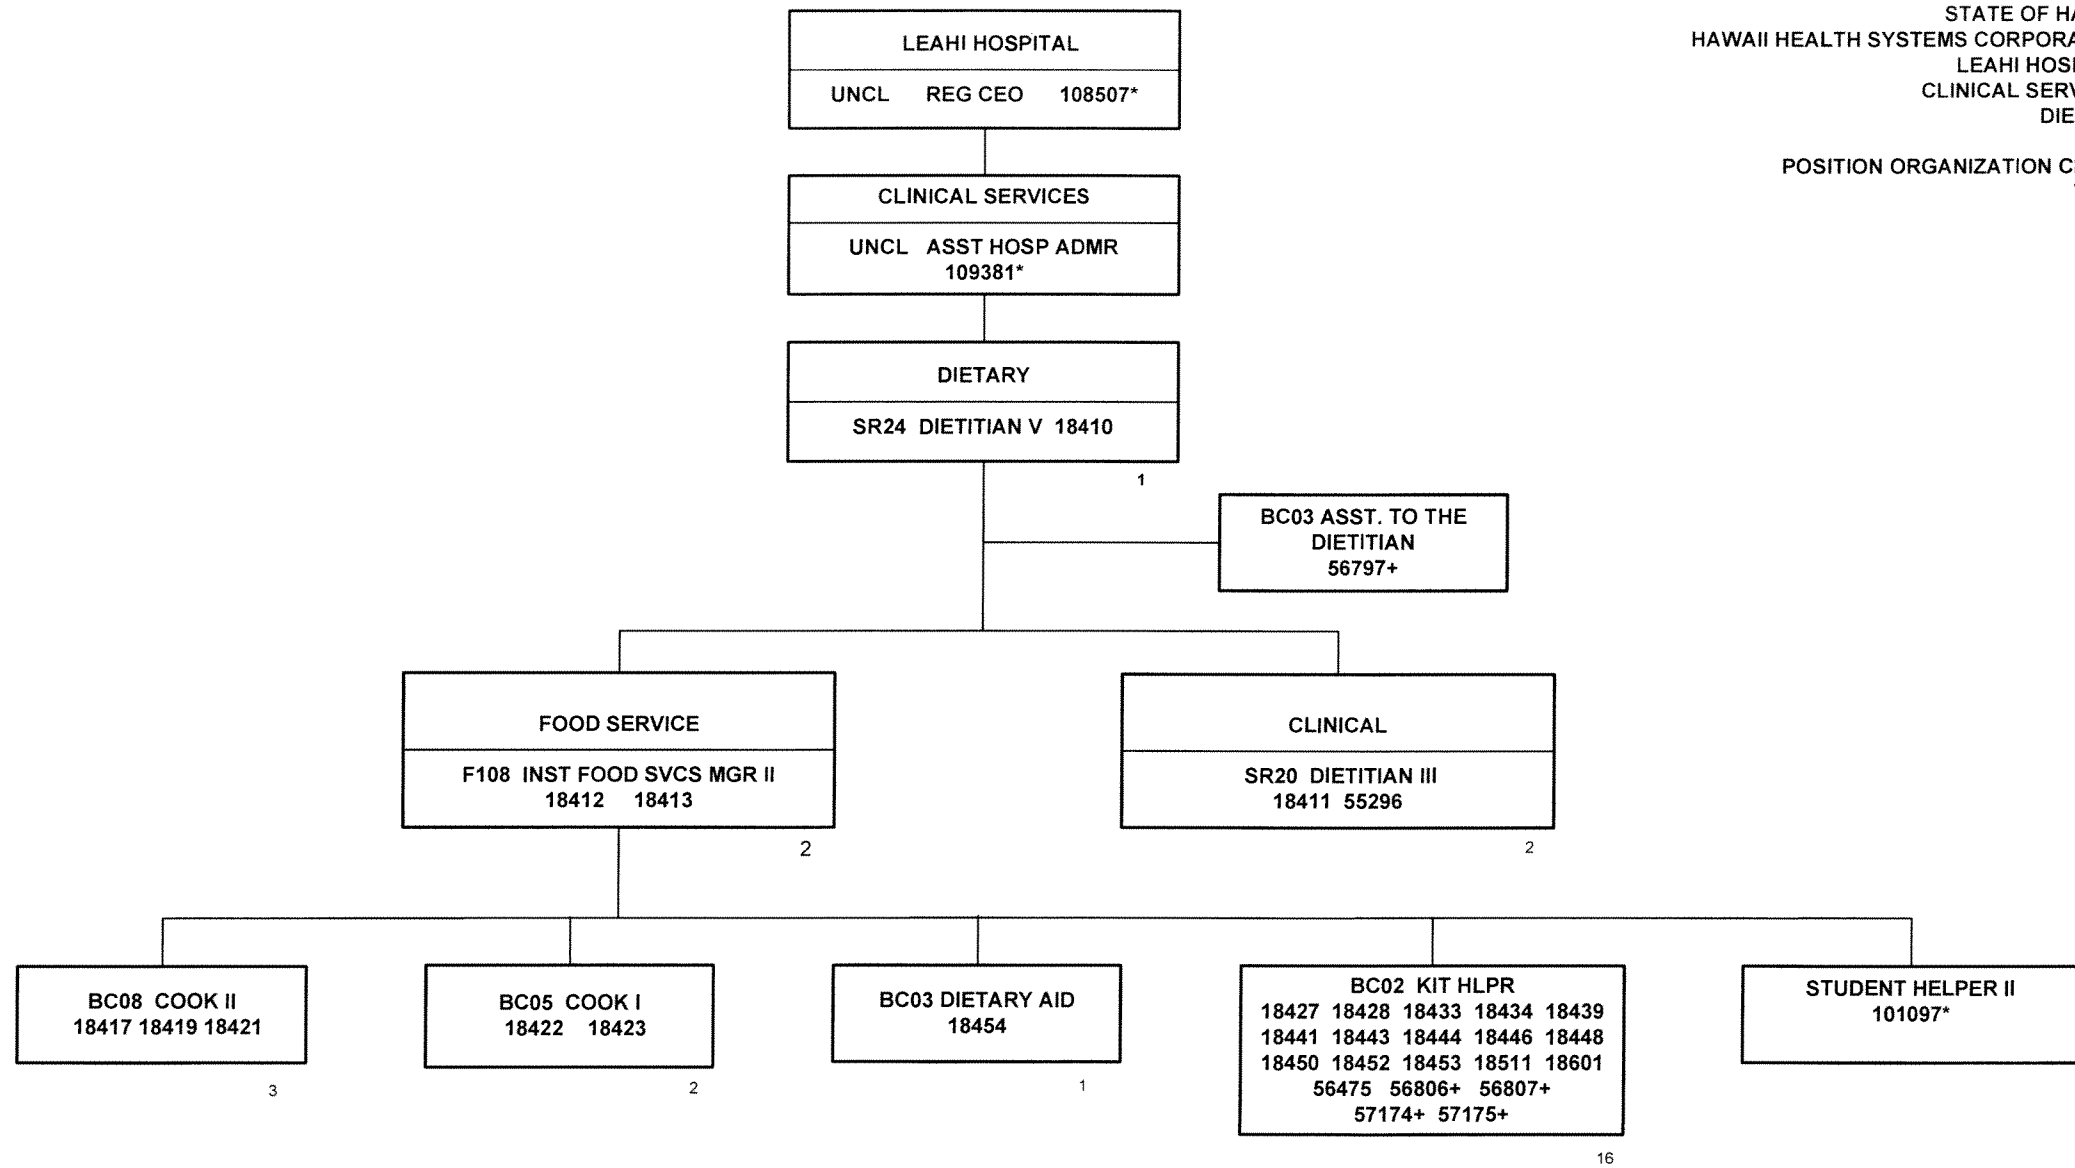 STATE OF HA
HAWAII HEALTH SYSTEMS CORPORA
LEAHI HOSP
CLINICAL SERV
DIE
POSITION ORGANIZATION C
LEAHI HOSPITAL
UNCL REG CEO 108507*
CLINICAL SERVICES
UNCL ASST HOSP ADMR
109381*
DIETARY
SR24 DIETITIAN V 18410
1
BC03 ASST. TO THE
DIETITIAN
56797+
FOOD SERVICE
F108 INST FOOD SVCS MGR II
18412 18413
2
CLINICAL
SR20 DIETITIAN III
18411 55296
2
BC08 COOK II
18417 18419 18421
3
BC05 COOK I
18422 18423
2
BC03 DIETARY AID
18454
1
BC02 KIT HLPR
18427 18428 18433 18434 18439
18441 18443 18444 18446 18448
18450 18452 18453 18511 18601
56475 56806+ 56807+
57174+ 57175+
16
STUDENT HELPER II
101097*